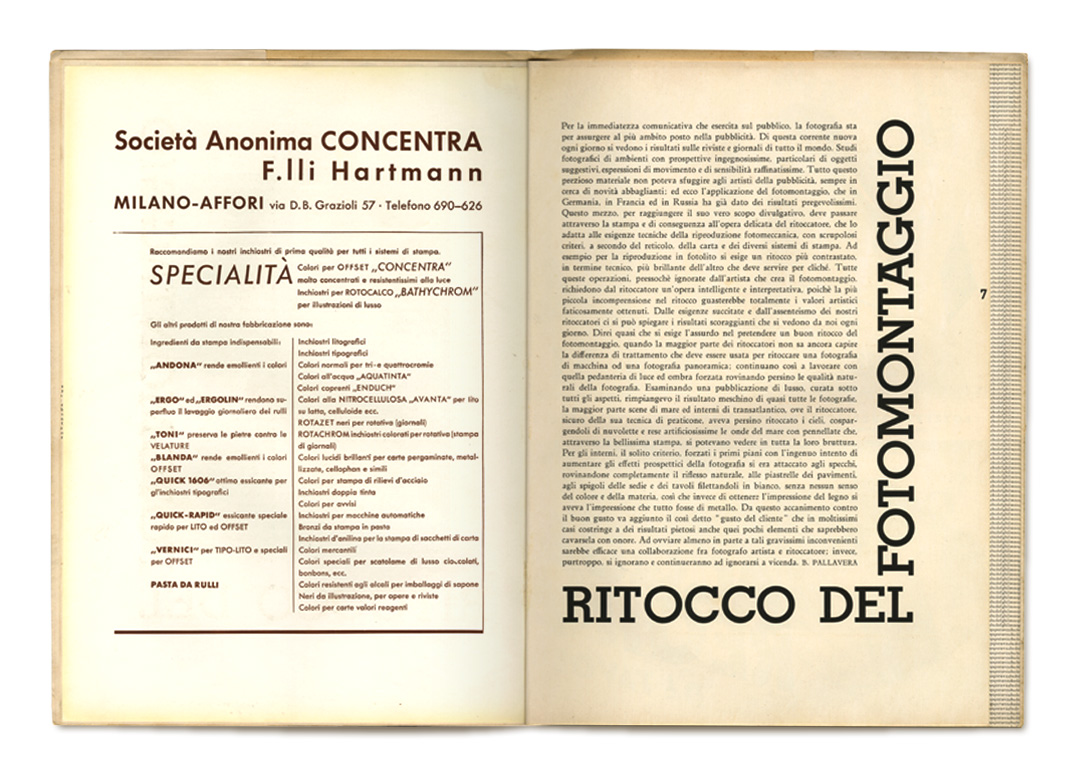 Società Anonima CONCENTRA
F.lli Hartmann
MILANO-AFFORI via D.B. Grazioli 57 · Telefono 690–626
Raccomandiamo i nostri inchiostri di prima qualità per tutti i sistemi di stampa.
SPECIALITÀ
Colori per OFFSET „CONCENTRA"
molto concentrati e resistentissimi alla luce
Inchiostri per ROTOCALCO „BATHYCHROM"
per illustrazioni di lusso
Gli altri prodotti di nostra fabbricazione sono:
Ingredienti da stampa indispensabili:
„ANDONA" rende emollienti i colori
„ERGO" ed „ERGOLIN" rendono su-
perfluo il lavaggio giornaliero dei rulli
„TONI" preserva le pietre contro le
VELATURE
„BLANDA" rende emollienti i colori
OFFSET
„QUICK 1606" ottimo essicante per
gl'inchiostri tipografici
„QUICK-RAPID" essicante speciale
rapido per LITO ed OFFSET
„VERNICI" per TIPO-LITO e speciali
per OFFSET
PASTA DA RULLI
Inchiostri litografici
Inchiostri tipografici
Colori normali per tri-e quattrocromie
Colori all'acqua „AQUATINTA"
Colori coprenti „ENDLICH"
Colori alla NITROCELLULOSA „AVANTA" per lito
su latta, celluloide ecc.
ROTAZET neri per rotativa (giornali)
ROTACHROM inchiostri colorati per rotativa (stampa
di giornali)
Colori lucidi brillanti per carte pergaminate, metal-
lizzate, cellophan e simili
Colori per stampa di rilievi d'acciaio
Inchiostri doppia tinta
Colori per avvisi
Inchiostri per macchine automatiche
Bronzi da stampa in pasta
Inchiostri d'anilina per la stampa di sacchetti di carta
Colori mercantili
Colori speciali per scatolame di lusso cioccolati,
bonbons, ecc.
Colori resistenti agli alcali per imballaggi di sapone
Neri da illustrazione, per opere e riviste
Colori per carte valori reagenti
Per la immediatezza comunicativa che esercita sul pubblico, la fotografia sta
per assurgere al più ambito posto nella pubblicità. Di questa corrente nuova
ogni giorno si vedono i risultati sulle riviste e giornali di tutto il mondo. Studi
fotografici di ambienti con prospettive ingegnosissime, particolari di oggetti
suggestivi, espressioni di movimento e di sensibilità raffinatissime. Tutto questo
prezioso materiale non poteva sfuggire agli artisti della pubblicità, sempre in
cerca di novità abbaglianti: ed ecco l'applicazione del fotomontaggio, che in
Germania, in Francia ed in Russia ha già dato dei risultati pregevolissimi.
Questo mezzo, per raggiungere il suo vero scopo divulgativo, deve passare
attraverso la stampa e di conseguenza all'opera delicata del ritoccatore, che lo
adatta alle esigenze tecniche della riproduzione fotomeccanica, con scrupolosi
criteri, a secondo del reticolo, della carta e dei diversi sistemi di stampa. Ad
esempio per la riproduzione in fotolito si esige un ritocco più contrastato,
in termine tecnico, più brillante dell'altro che deve servire per cliché. Tutte
queste operazioni, pressochè ignorate dall'artista che crea il fotomontaggio,
richiedono dal ritoccatore un'opera intelligente e interpretativa, poichè la più
piccola incomprensione nel ritocco guasterebbe totalmente i valori artistici
faticosamente ottenuti. Dalle esigenze succitate e dall'assenteismo dei nostri
ritoccatori ci si può spiegare i risultati scoraggianti che si vedono da noi ogni
giorno. Direi quasi che si esige l'assurdo nel pretendere un buon ritocco del
fotomontaggio, quando la maggior parte dei ritoccatori non sa ancora capire
la differenza di trattamento che deve essere usata per ritoccare una fotografia
di macchina od una fotografia panoramica; continuano così a lavorare con
quella pedanteria di luce ed ombra forzata rovinando persino le qualità natu-
rali della fotografia. Esaminando una pubblicazione di lusso, curata sotto
tutti gli aspetti, rimpiangevo il risultato meschino di quasi tutte le fotografie,
la maggior parte scene di mare ed interni di transatlantico, ove il ritoccatore,
sicuro della sua tecnica di praticone, aveva persino ritoccato i cieli, cospar-
gendoli di nuvolette e rese artificiosissime le onde del mare con pennellate che,
attraverso la bellissima stampa, si potevano vedere in tutta la loro bruttura.
Per gli interni, il solito criterio, forzati i primi piani con l'ingenuo intento di
aumentare gli effetti prospettici della fotografia si era attaccato agli specchi,
rovinandone completamente il riflesso naturale, alle piastrelle dei pavimenti,
agli spigoli delle sedie e dei tavoli filettandoli in bianco, senza nessun senso
del colore e della materia, così che invece di ottenere l'impressione del legno si
aveva l'impressione che tutto fosse di metallo. Da questo accanimento contro
il buon gusto va aggiunto il così detto "gusto del cliente" che in moltissimi
casi costringe a dei risultati pietosi anche quei pochi elementi che saprebbero
cavarsela con onore. Ad ovviare almeno in parte a tali gravissimi inconvenienti
sarebbe efficace una collaborazione fra fotografo artista e ritoccatore; invece,
purtroppo, si ignorano e continueranno ad ignorarsi a vicenda. B. PALLAVERA
RITOCCO DEL
FOTOMONTAGGIO
7